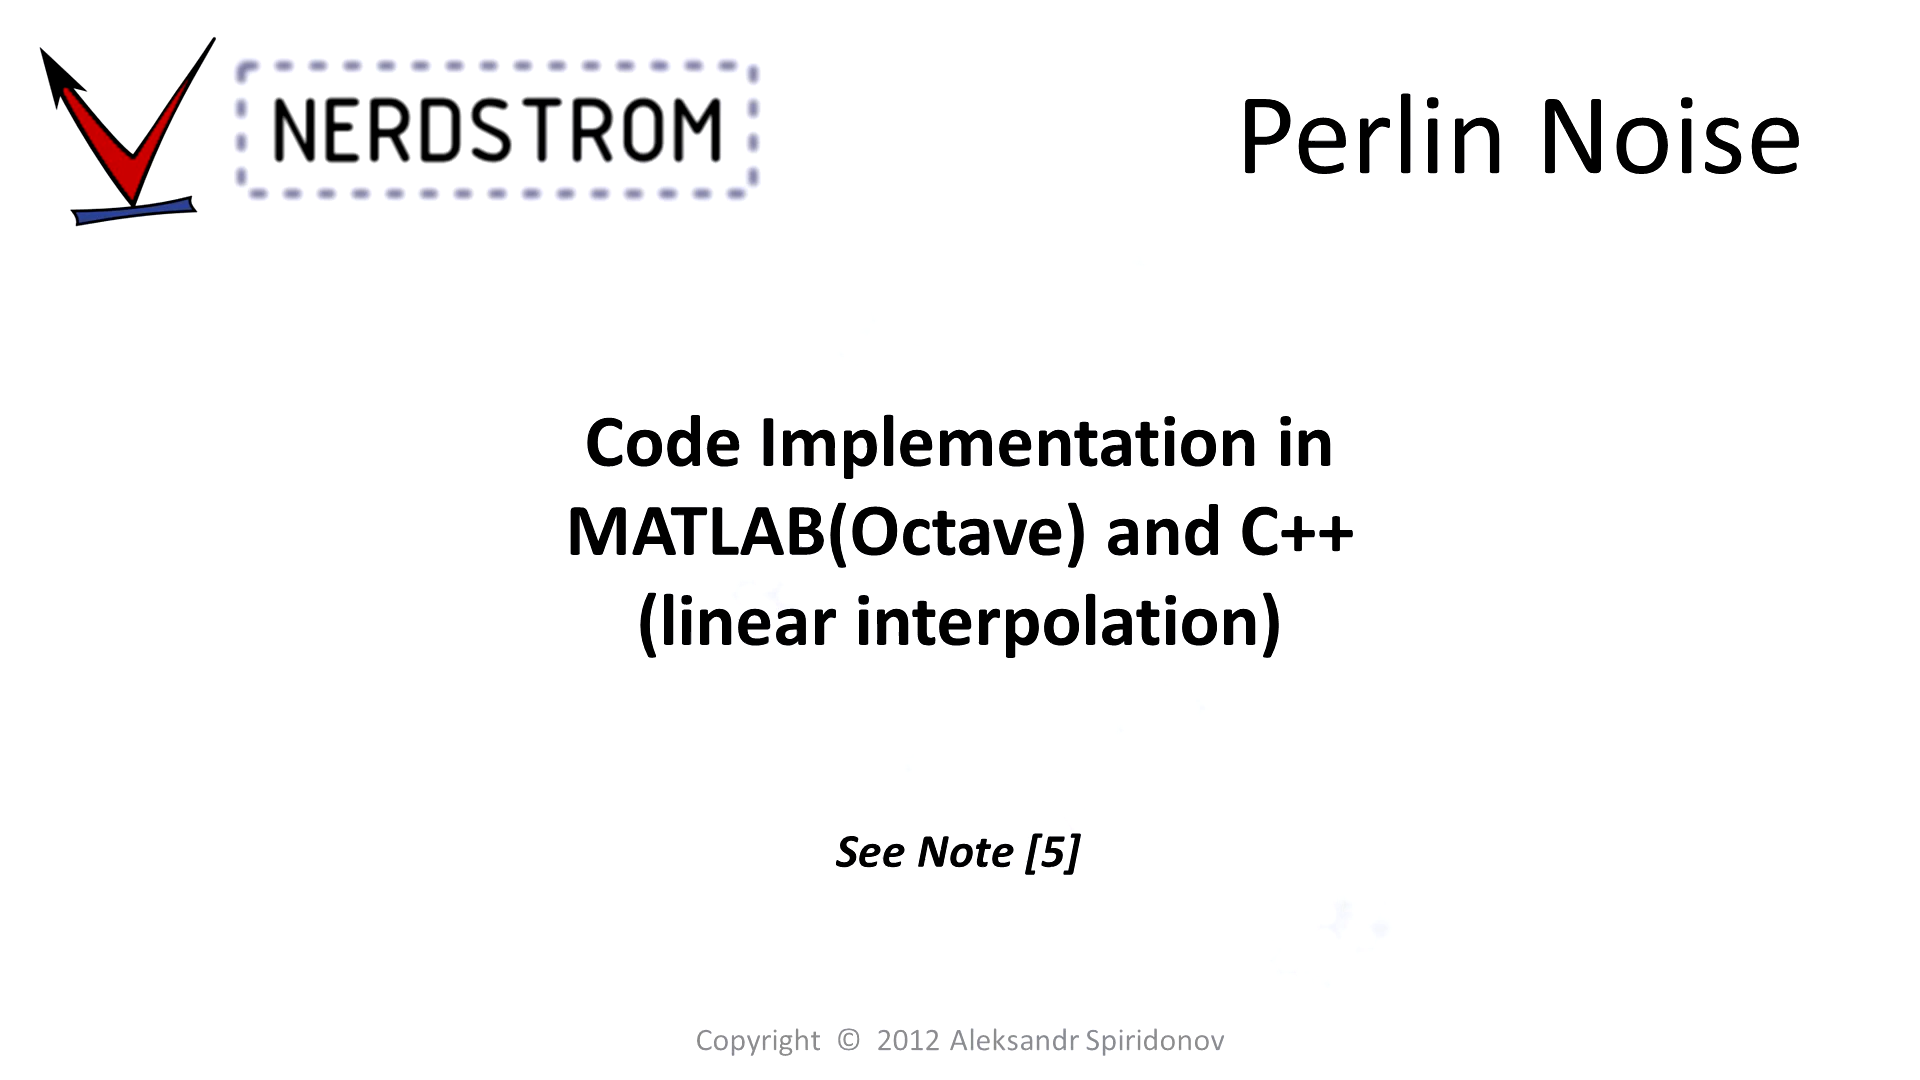 NERDSTROM
Perlin Noise
Code Implementation in
MATLAB(Octave) and C++
(linear interpolation)
See Note [5]
Copyright © 2012 Aleksandr Spiridonov